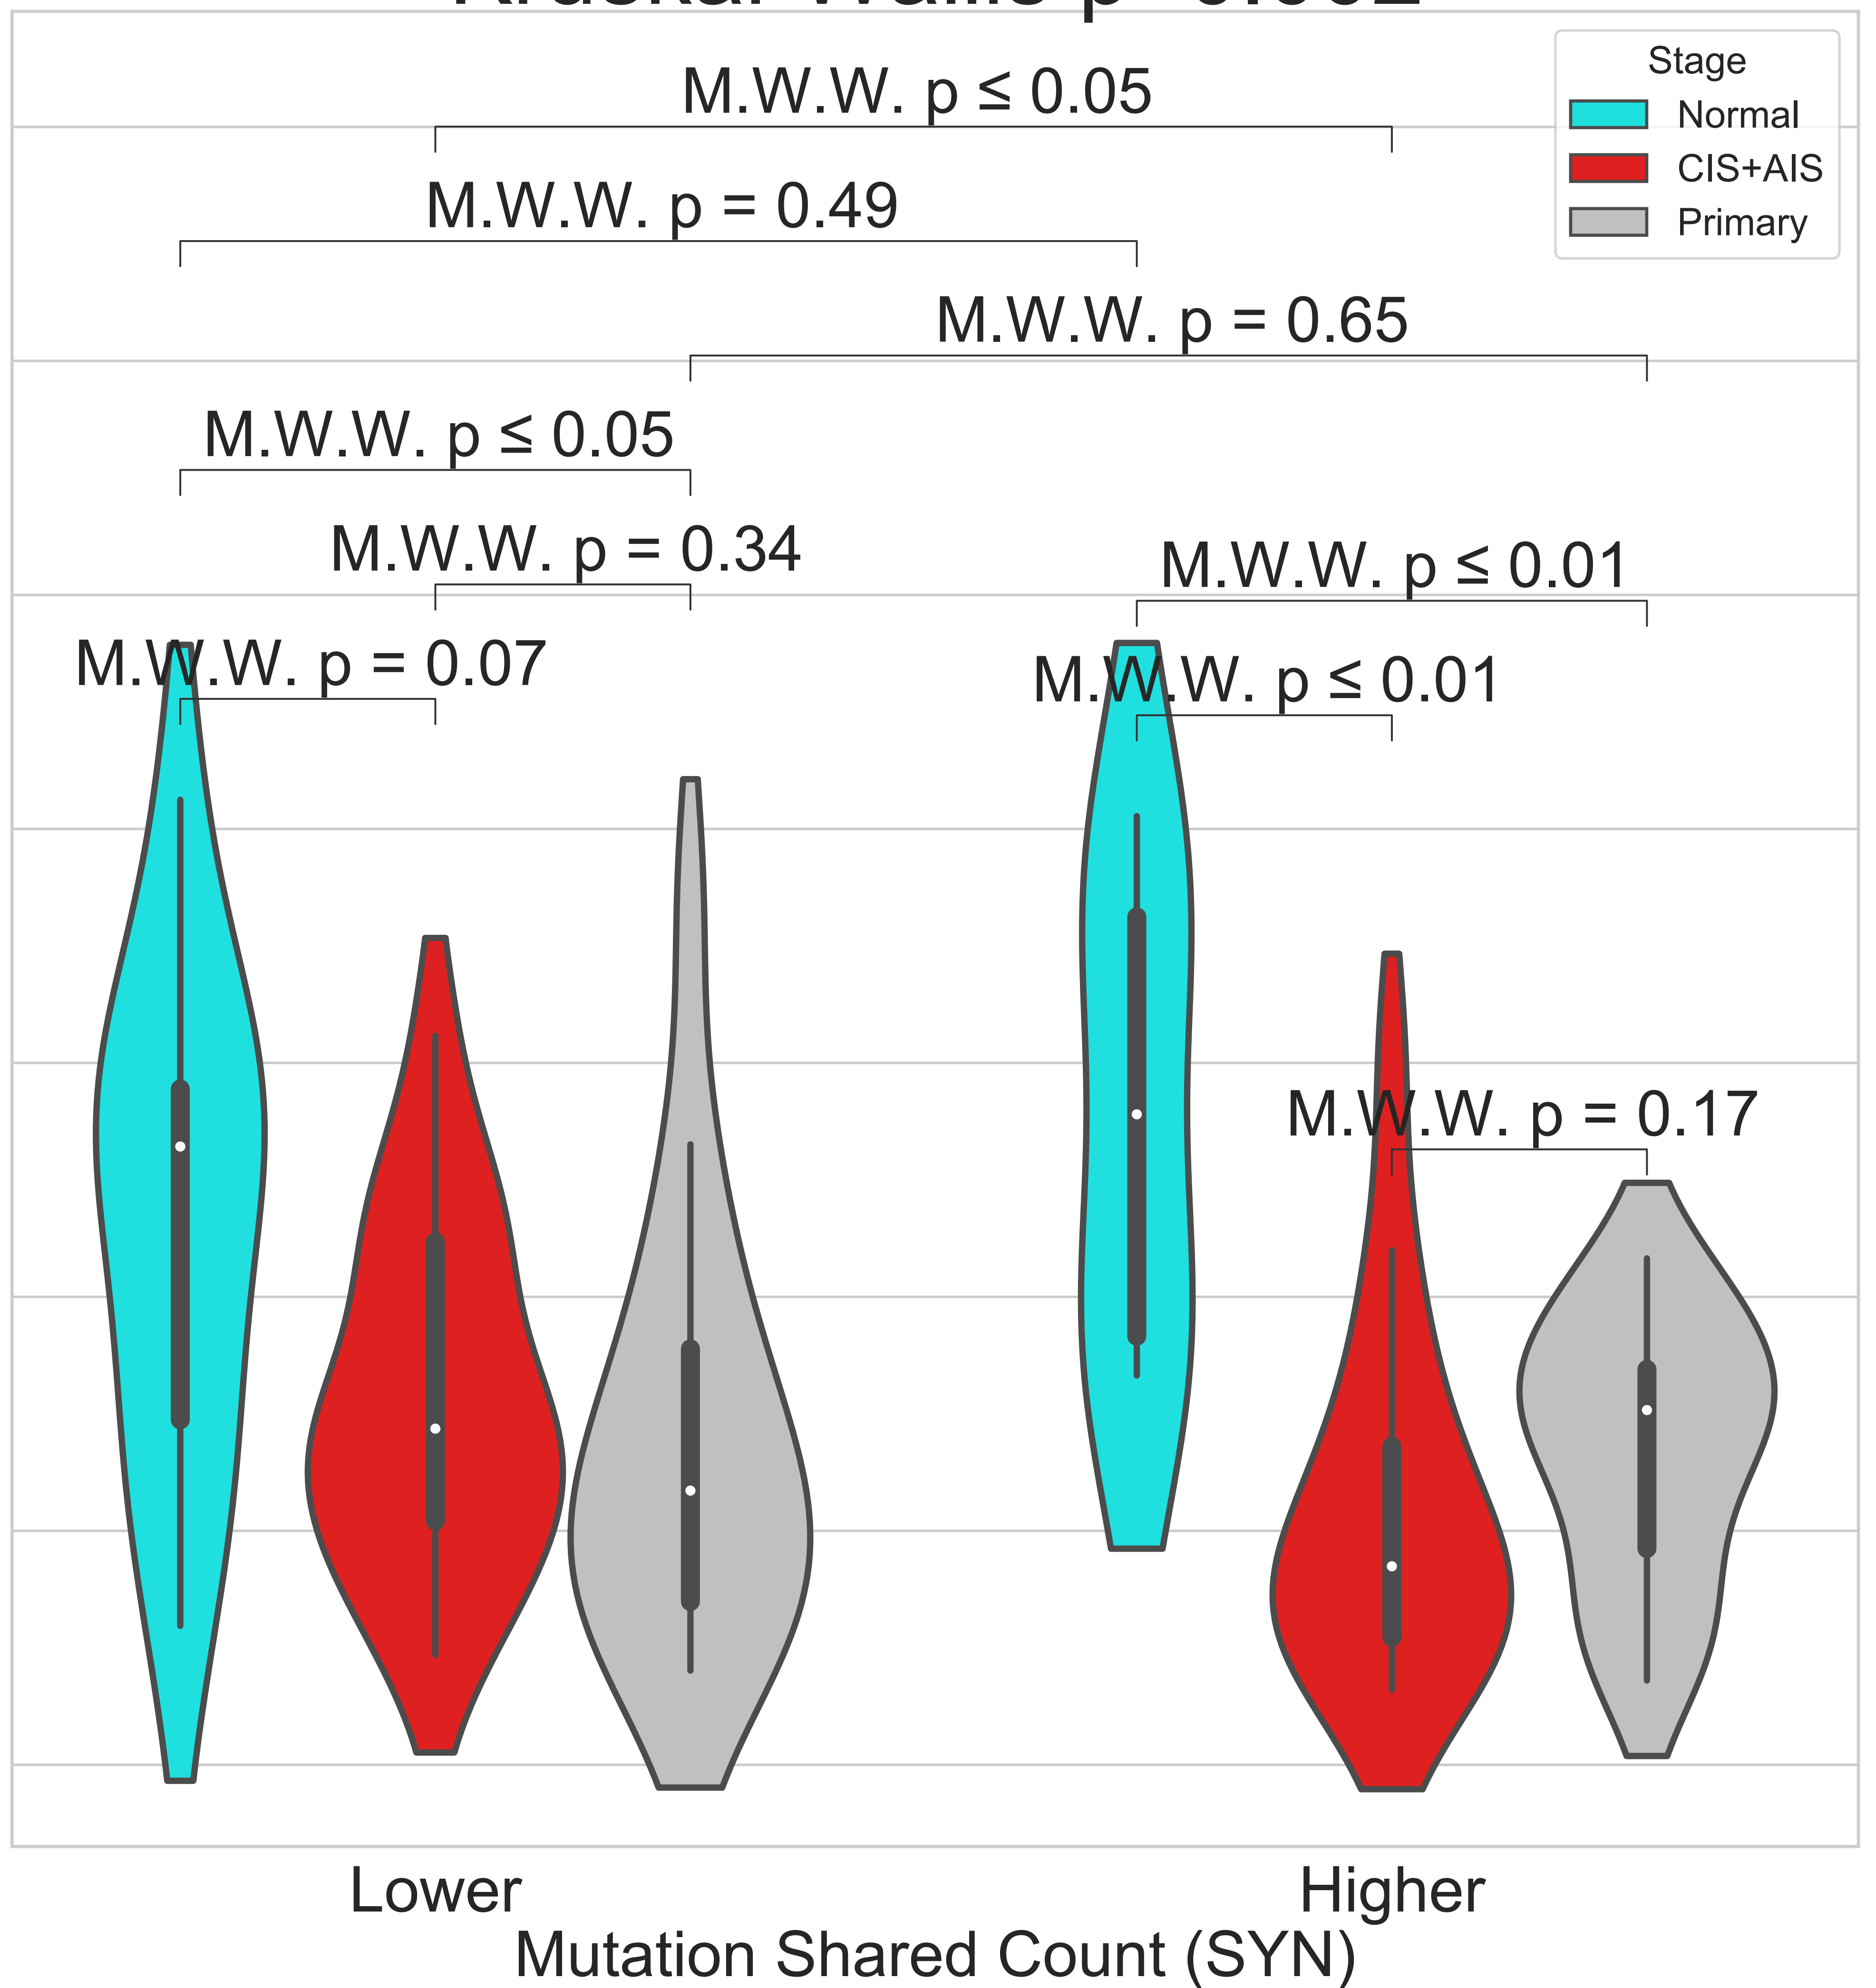 Stage
Normal
CIS+AIS
Primary
M.W.W. p ≤ 0.05
M.W.W. p = 0.49
M.W.W. p = 0.65
M.W.W. p ≤ 0.05
M.W.W. p = 0.34
M.W.W. p ≤ 0.01
M.W.W. p = 0.07
M.W.W. p ≤ 0.01
M.W.W. p = 0.17
Lower
Higher
Mutation Shared Count (SYN)